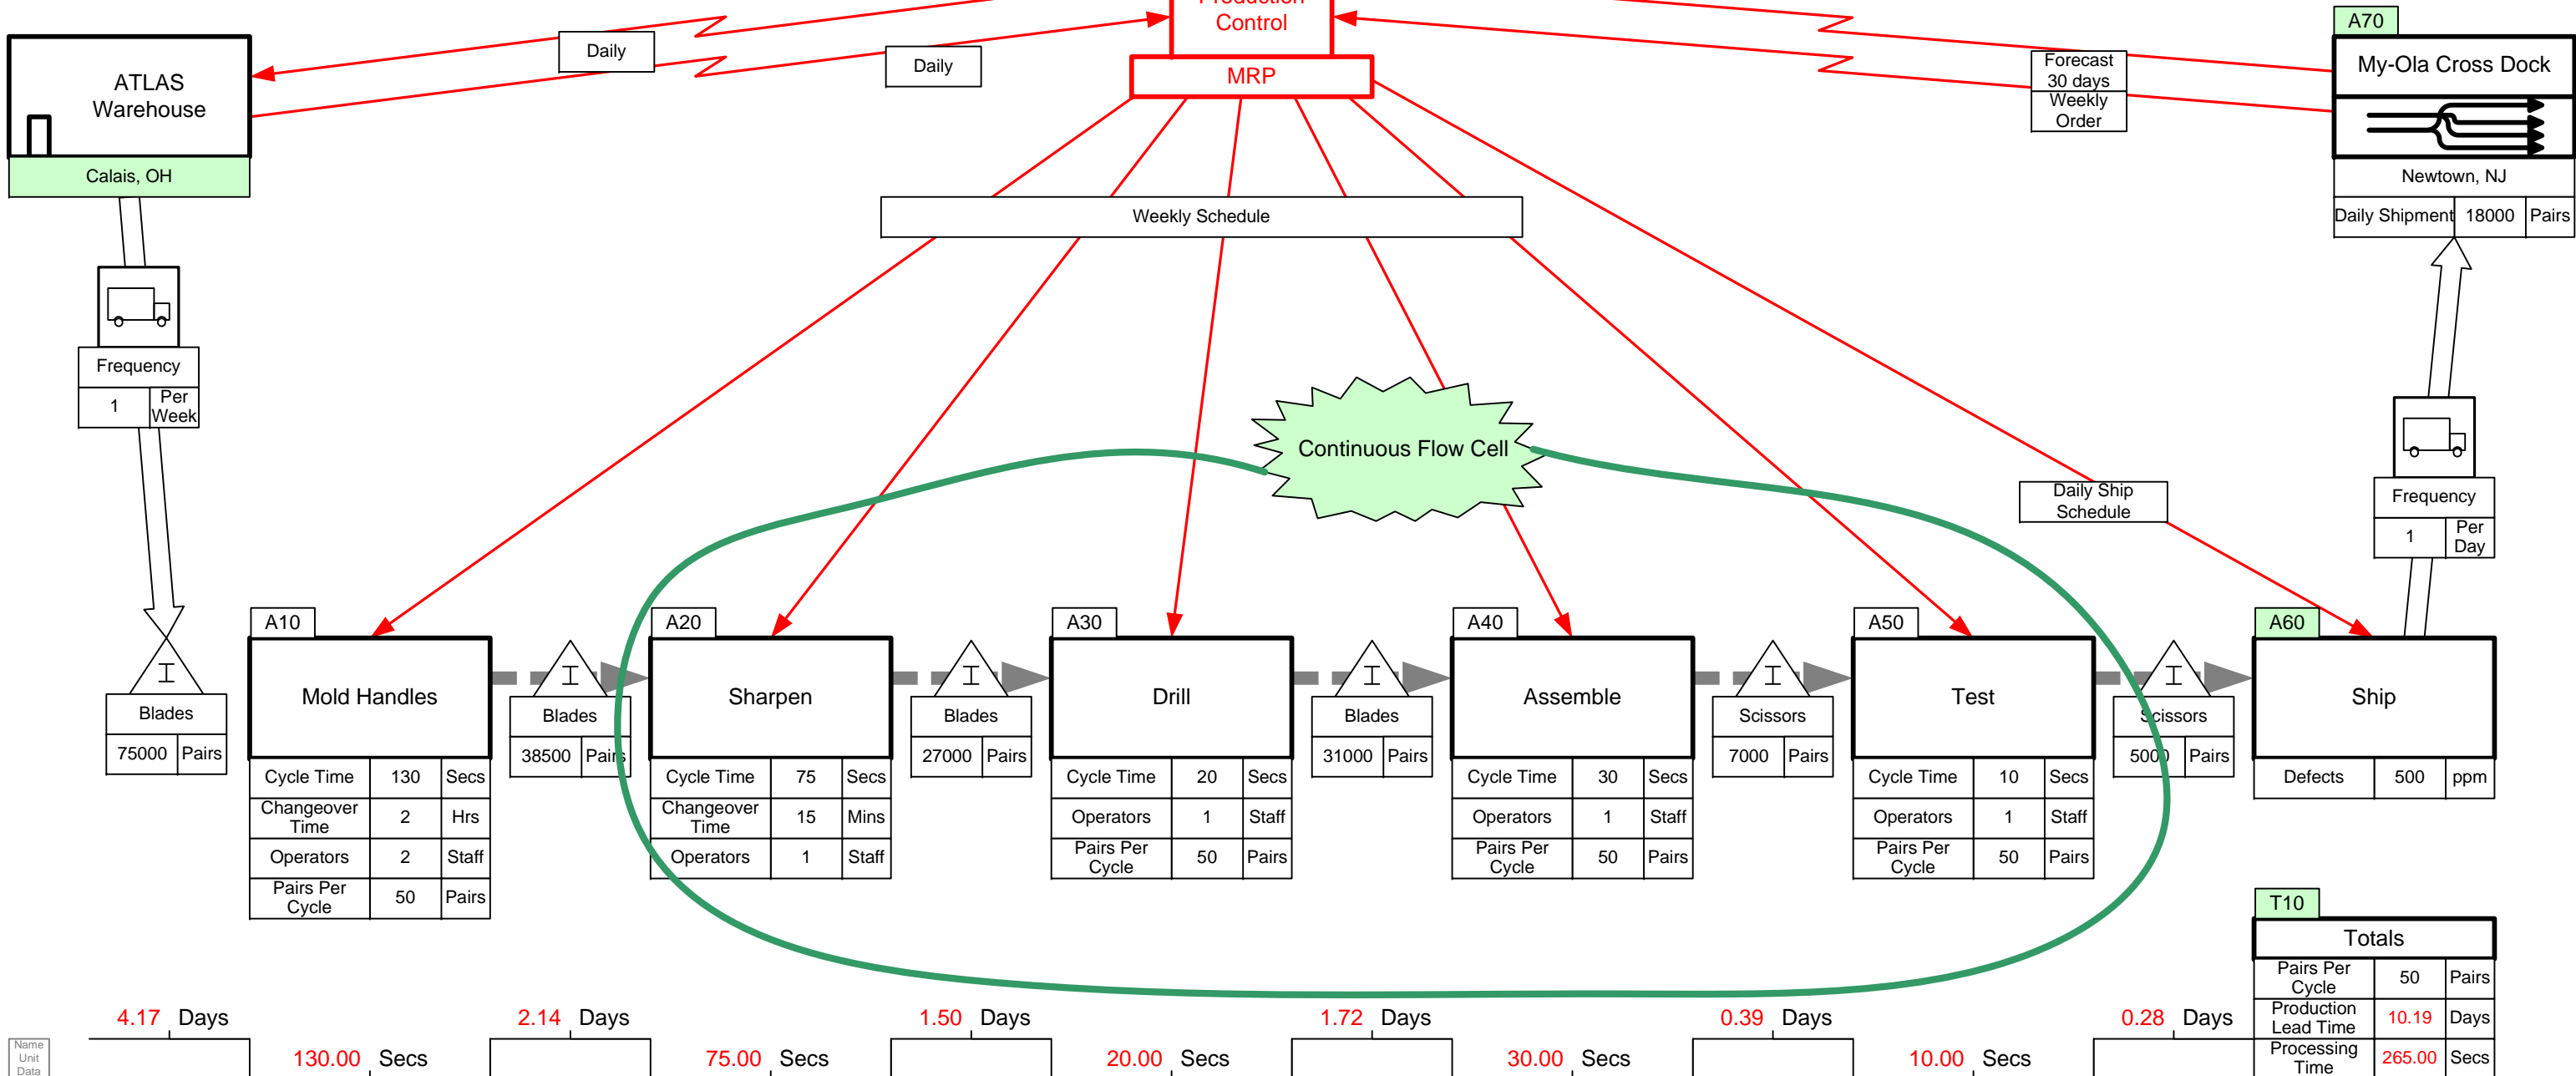 Production
Control
MRP
ATLAS
Warehouse
Calais, OH
Daily
Daily
Forecast
30 days
Weekly
Order
A70
My-Ola Cross Dock
Newtown, NJ
Daily Shipment 18000 Pairs
Weekly Schedule
Frequency
1 Per Week
Continuous Flow Cell
Daily Ship
Schedule
Frequency
1 Per Day
I
Blades
75000 Pairs
A10
Mold Handles
Cycle Time 130 Secs
Changeover Time 2 Hrs
Operators 2 Staff
Pairs Per Cycle 50 Pairs
I
Blades
38500 Pairs
A20
Sharpen
Cycle Time 75 Secs
Changeover Time 15 Mins
Operators 1 Staff
I
Blades
27000 Pairs
A30
Drill
Cycle Time 20 Secs
Operators 1 Staff
Pairs Per Cycle 50 Pairs
I
Blades
31000 Pairs
A40
Assemble
Cycle Time 30 Secs
Operators 1 Staff
Pairs Per Cycle 50 Pairs
I
Scissors
7000 Pairs
A50
Test
Cycle Time 10 Secs
Operators 1 Staff
Pairs Per Cycle 50 Pairs
I
Scissors
5000 Pairs
A60
Ship
Defects 500 ppm
T10
Totals
Pairs Per Cycle 50 Pairs
Production Lead Time 10.19 Days
Processing Time 265.00 Secs
4.17 Days 2.14 Days 1.50 Days 1.72 Days 0.39 Days 0.28 Days
130.00 Secs 75.00 Secs 20.00 Secs 30.00 Secs 10.00 Secs
Name
Unit
Data